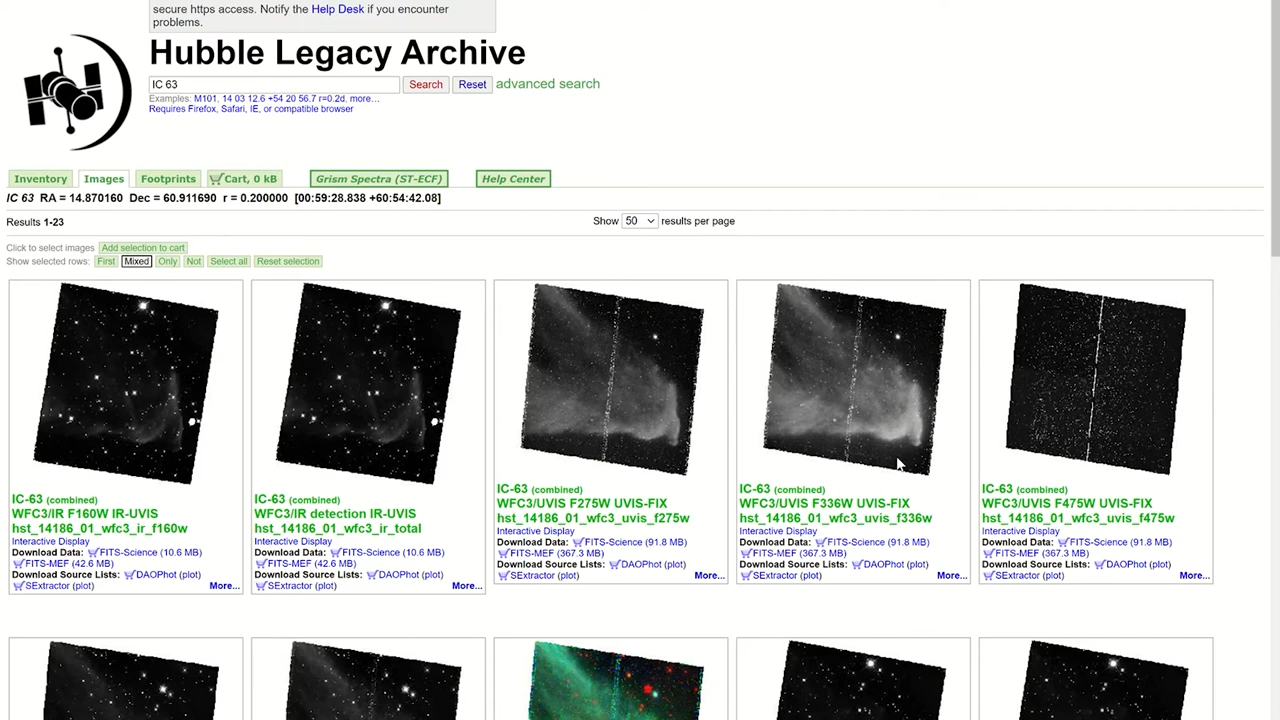 secure https access. Notify the Help Desk if you encounter
problems.
Hubble Legacy Archive
IC 63 Search Reset advanced search
Examples: M101, 14 03 12.6 +54 20 56.7 r=0.2d, more...
Requires Firefox, Safari, IE, or compatible browser
Inventory Images Footprints Cart, 0 kB Grism Spectra (ST-ECF) Help Center
IC 63 RA = 14.870160 Dec = 60.911690 r = 0.200000 [00:59:28.838 +60:54:42.08]
Results 1-23 Show 50 results per page
Click to select images Add selection to cart
Show selected rows: First Mixed Only Not Select all Reset selection
IC-63 (combined)
WFC3/IR F160W IR-UVIS
hst_14186_01_wfc3_ir_f160w
Interactive Display
Download Data: FITS-Science (10.6 MB)
FITS-MEF (42.6 MB)
Download Source Lists: DAOPhot (plot)
SExtractor (plot) More...
IC-63 (combined)
WFC3/IR detection IR-UVIS
hst_14186_01_wfc3_ir_total
Interactive Display
Download Data: FITS-Science (10.6 MB)
FITS-MEF (42.6 MB)
Download Source Lists: DAOPhot (plot)
SExtractor (plot) More...
IC-63 (combined)
WFC3/UVIS F275W UVIS-FIX
hst_14186_01_wfc3_uvis_f275w
Interactive Display
Download Data: FITS-Science (91.8 MB)
FITS-MEF (367.3 MB)
Download Source Lists: DAOPhot (plot)
SExtractor (plot) More...
IC-63 (combined)
WFC3/UVIS F336W UVIS-FIX
hst_14186_01_wfc3_uvis_f336w
Interactive Display
Download Data: FITS-Science (91.8 MB)
FITS-MEF (367.3 MB)
Download Source Lists: DAOPhot (plot)
SExtractor (plot) More...
IC-63 (combined)
WFC3/UVIS F475W UVIS-FIX
hst_14186_01_wfc3_uvis_f475w
Interactive Display
Download Data: FITS-Science (91.8 MB)
FITS-MEF (367.3 MB)
Download Source Lists: DAOPhot (plot)
SExtractor (plot) More...